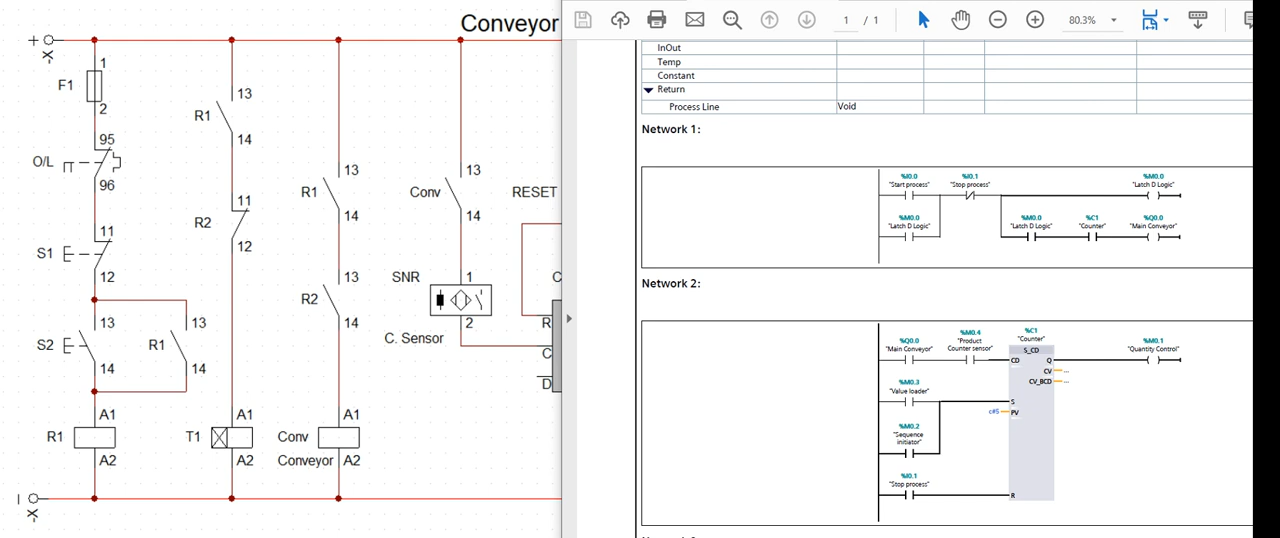 Conveyor
+
-X
1
F1
2
95
O/L
96
11
S1
12
13
13
S2
R1
14
14
A1
R1
A2
-X
13
R1
14
11
R2
12
A1
T1
A2
13
R1
14
13
R2
14
A1
Conv
Conveyor
A2
13
Conv
14
SNR
1
2
C. Sensor
RESET
C
R
C
D
1 / 1
80.3%
InOut
Temp
Constant
Return
Process Line Void
Network 1:
%I0.0 %I0.1 %M0.0
"Start process" "Stop process" "Latch D Logic"
%M0.0 %M0.0 %C1 %Q0.0
"Latch D Logic" "Latch D Logic" "Counter" "Main Conveyor"
Network 2:
%C1
"Counter"
%Q0.0 %M0.4 %M0.1
"Main Conveyor" "Product Counter sensor" S_CD "Quantity Control"
CD Q
CV ...
CV_BCD ...
%M0.3
"Value loader"
S
c#5 PV
%M0.2
"Sequence
initiator"
%I0.1
"Stop process"
R